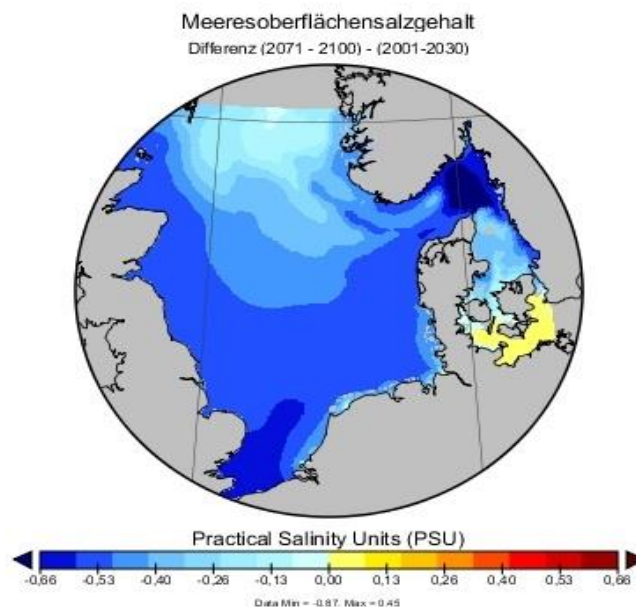 Meeresoberflächensalzgehalt
Differenz (2071 - 2100) - (2001-2030)
Practical Salinity Units (PSU)
-0,66 -0,53 -0,40 -0,26 -0,13 0,00 0,13 0,26 0,40 0,53 0,66
Data Min = -0.87. Max = 0.45